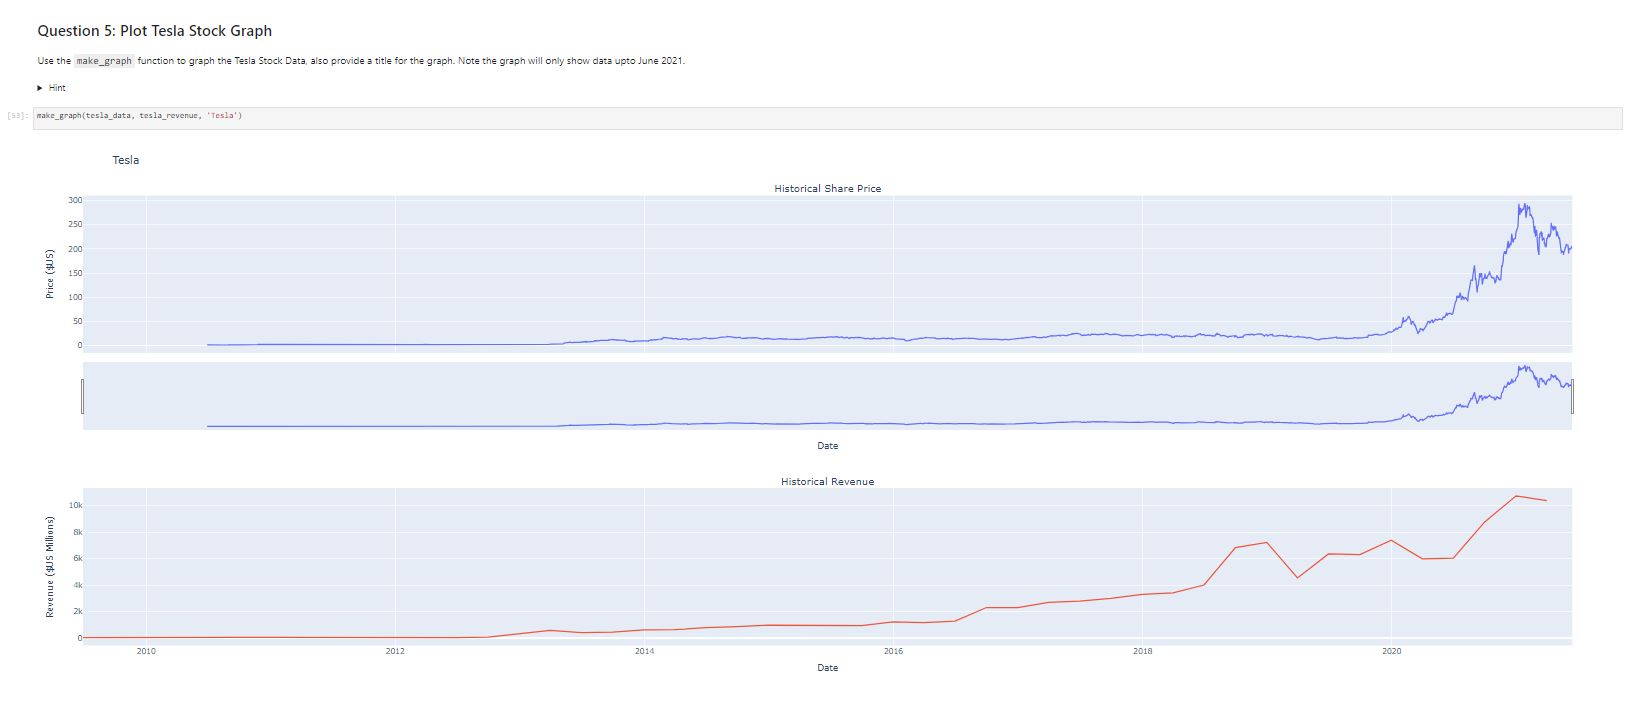 Question 5: Plot Tesla Stock Graph
Use the make_graph function to graph the Tesla Stock Data, also provide a title for the graph. Note the graph will only show data upto June 2021.
Hint
[53]: make_graph(tesla_data, tesla_revenue, 'Tesla')
Tesla
Historical Share Price
Price ($US)
300
250
200
150
100
50
0
Date
Historical Revenue
Revenue ($US Millions)
10k
8k
6k
4k
2k
0
2010 2012 2014 2016 2018 2020
Date